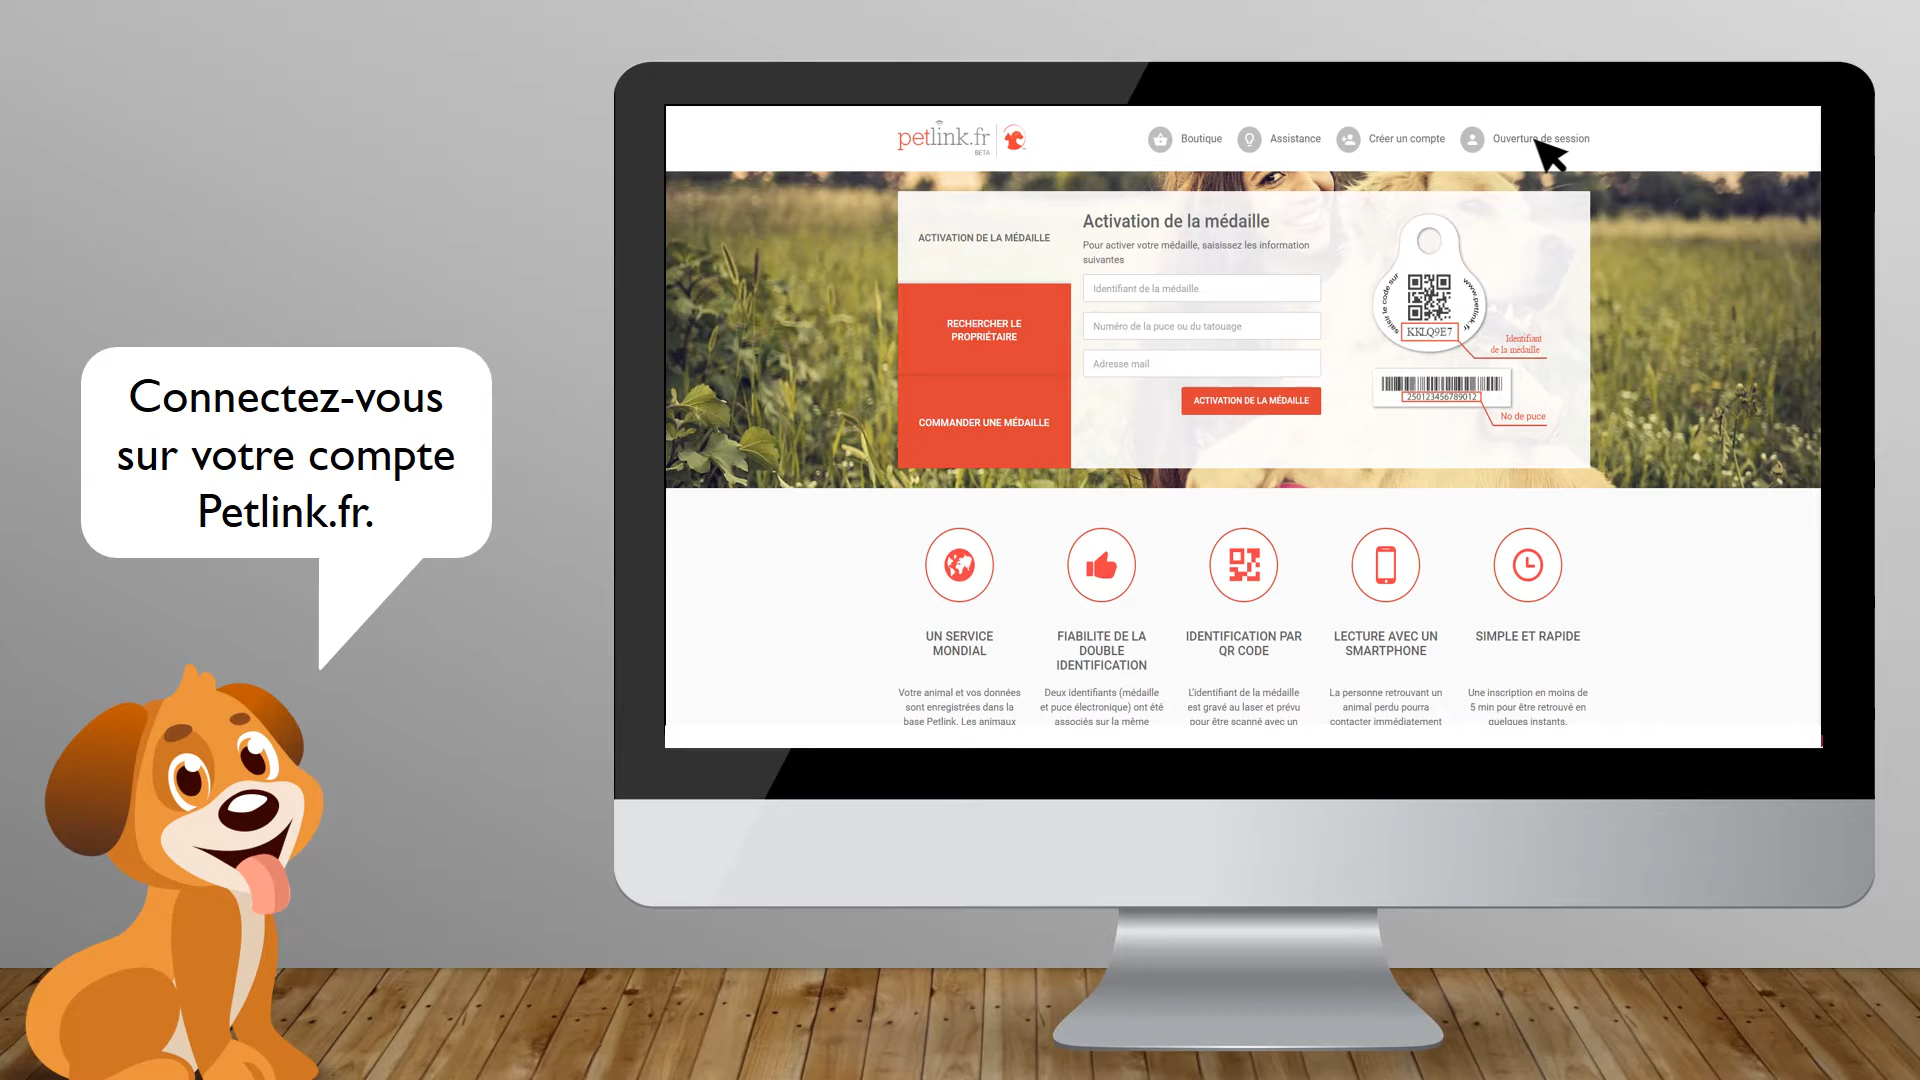 Connectez-vous
sur votre compte
Petlink.fr.
petlink.fr
BETA
Boutique
Assistance
Créer un compte
Ouverture de session
ACTIVATION DE LA MÉDAILLE
RECHERCHER LE
PROPRIÉTAIRE
COMMANDER UNE MÉDAILLE
Activation de la médaille
Pour activer votre médaille, saisissez les information
suivantes
Identifiant de la médaille
Numéro de la puce ou du tatouage
Adresse mail
ACTIVATION DE LA MÉDAILLE
saisir le code sur
www.petlink.fr
KKLQ9E7
Identifiant
de la médaille
250123456789012
No de puce
UN SERVICE
MONDIAL
Votre animal et vos données
sont enregistrées dans la
base Petlink. Les animaux
FIABILITE DE LA
DOUBLE
IDENTIFICATION
Deux identifiants (médaille
et puce électronique) ont été
associés sur la même
IDENTIFICATION PAR
QR CODE
L'identifiant de la médaille
est gravé au laser et prévu
pour être scanné avec un
LECTURE AVEC UN
SMARTPHONE
La personne retrouvant un
animal perdu pourra
contacter immédiatement
SIMPLE ET RAPIDE
Une inscription en moins de
5 min pour être retrouvé en
quelques instants.